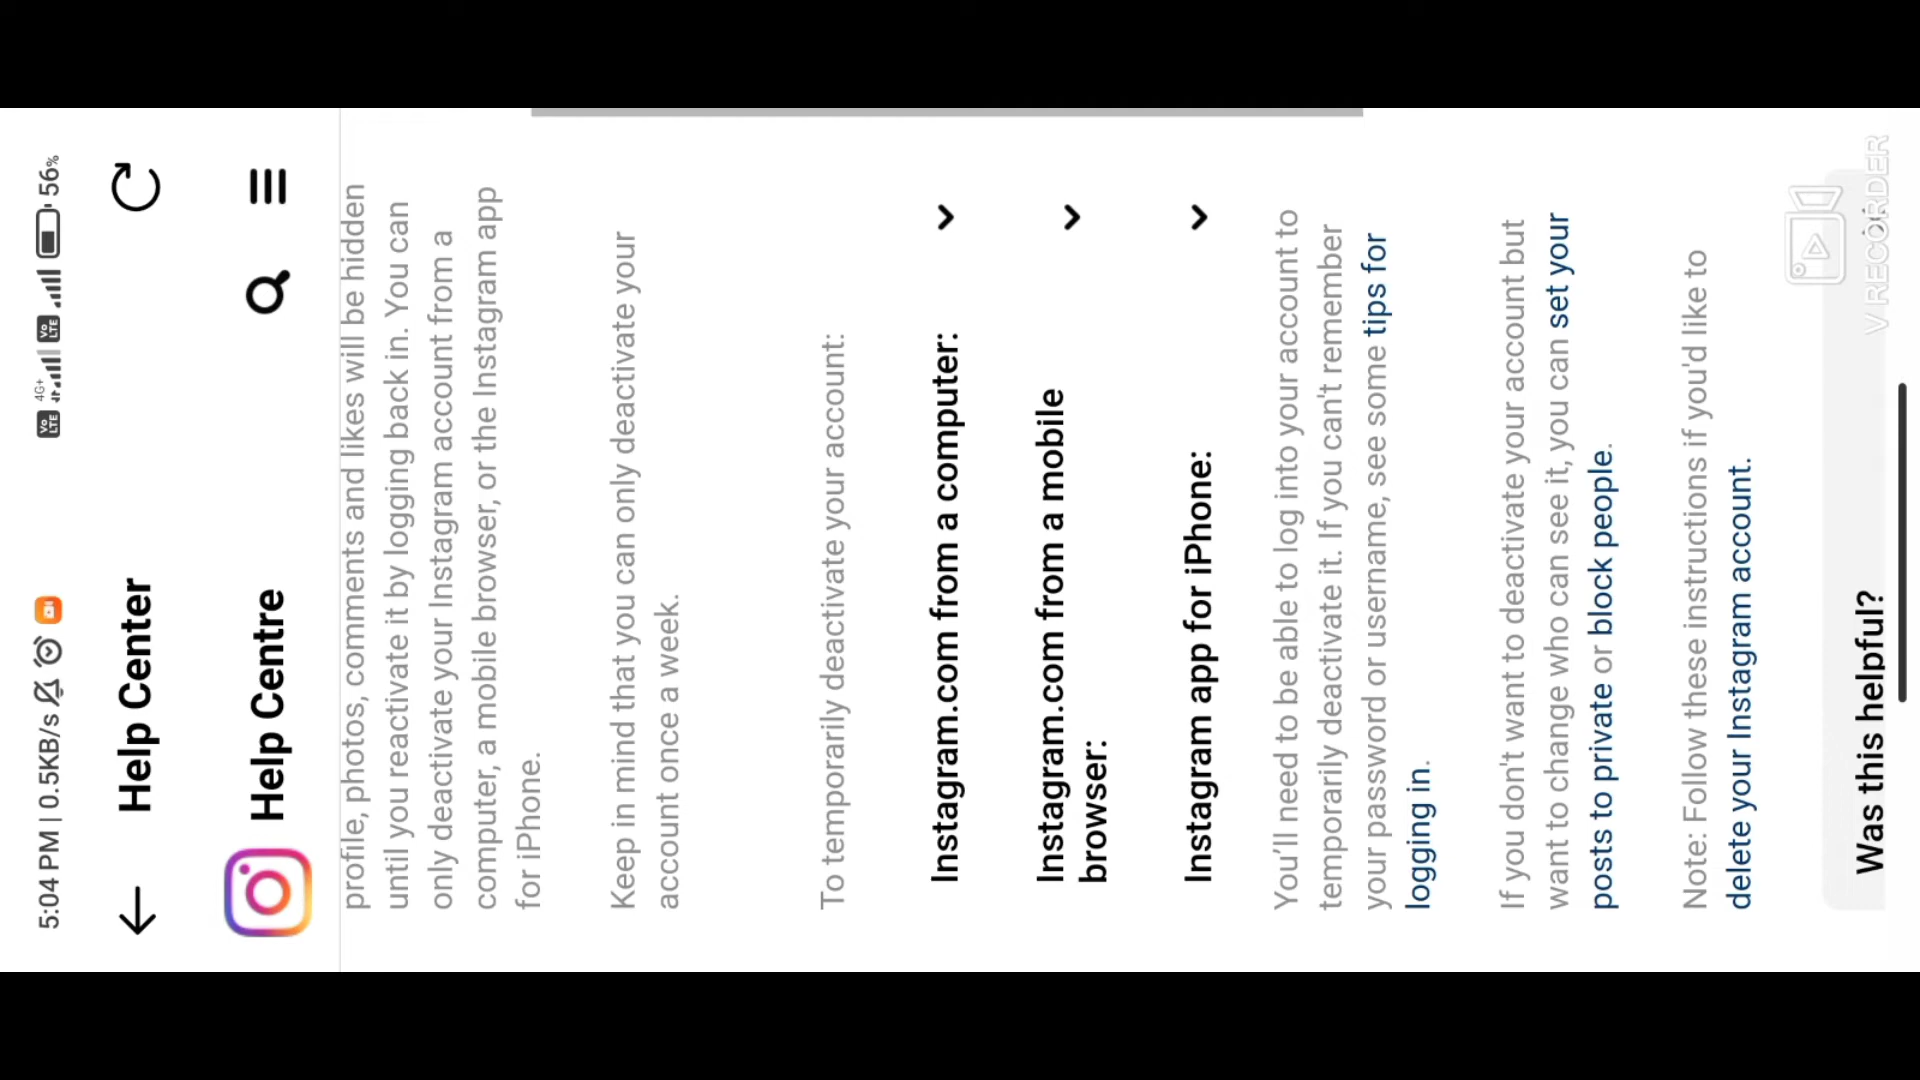 5:04 PM | 0.5KB/s
Vo LTE 4G+ Vo LTE 56%
Help Center
Help Centre
profile, photos, comments and likes will be hidden
until you reactivate it by logging back in. You can
only deactivate your Instagram account from a
computer, a mobile browser, or the Instagram app
for iPhone.
Keep in mind that you can only deactivate your
account once a week.
To temporarily deactivate your account:
Instagram.com from a computer:
Instagram.com from a mobile
browser:
Instagram app for iPhone:
You'll need to be able to log into your account to
temporarily deactivate it. If you can't remember
your password or username, see some tips for
logging in.
If you don't want to deactivate your account but
want to change who can see it, you can set your
posts to private or block people.
Note: Follow these instructions if you'd like to
delete your Instagram account.
Was this helpful?
V RECORDER